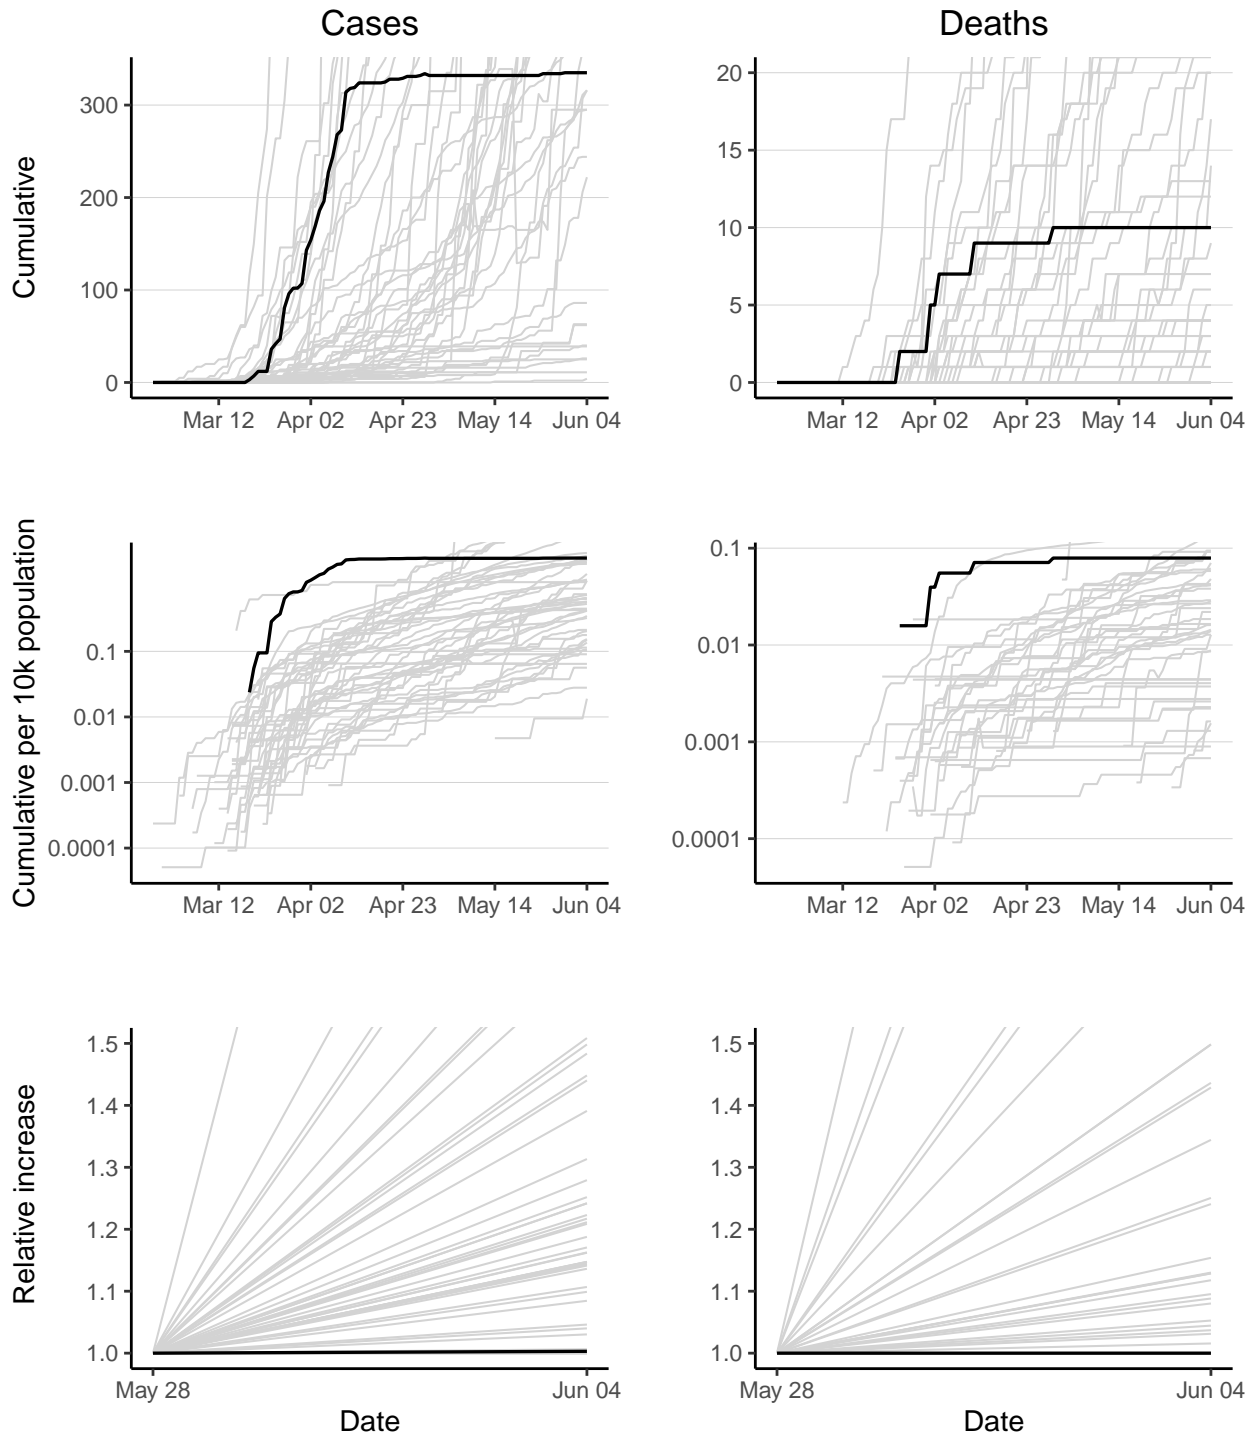 Cases
Deaths
Cumulative
300
200
100
0
Mar 12 Apr 02 Apr 23 May 14 Jun 04
20
15
10
5
0
Mar 12 Apr 02 Apr 23 May 14 Jun 04
Cumulative per 10k population
0.1
0.01
0.001
0.0001
Mar 12 Apr 02 Apr 23 May 14 Jun 04
0.1
0.01
0.001
0.0001
Mar 12 Apr 02 Apr 23 May 14 Jun 04
Relative increase
1.5
1.4
1.3
1.2
1.1
1.0
May 28 Jun 04
Date
1.5
1.4
1.3
1.2
1.1
1.0
May 28 Jun 04
Date